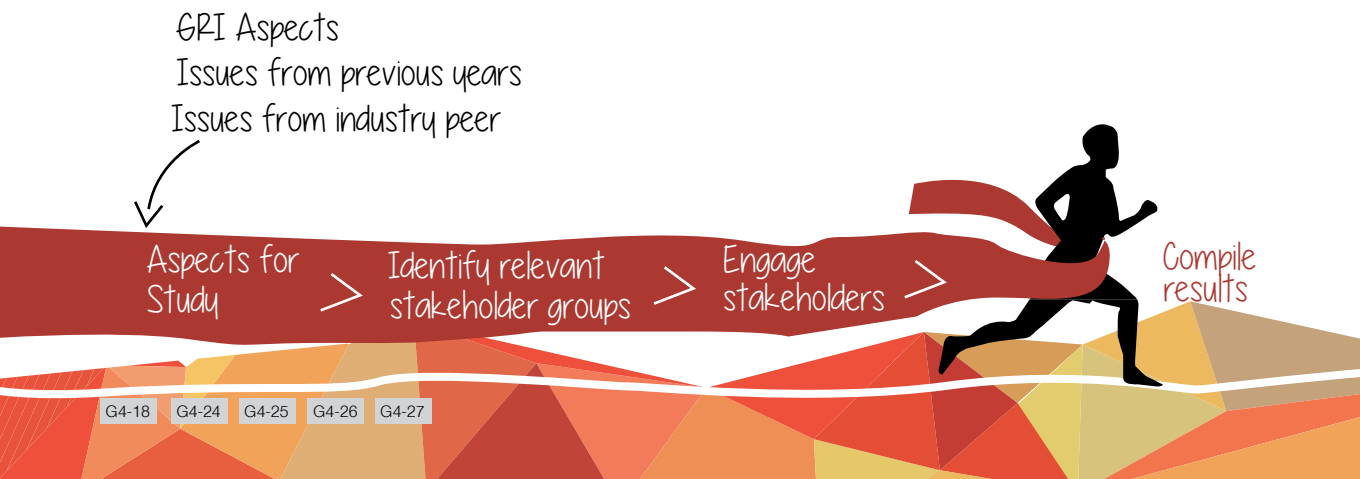 GRI Aspects
Issues from previous years
Issues from industry peer
Aspects for
Study
>
Identify relevant
stakeholder groups
>
Engage
stakeholders
>
Compile
results
G4-18 G4-24 G4-25 G4-26 G4-27